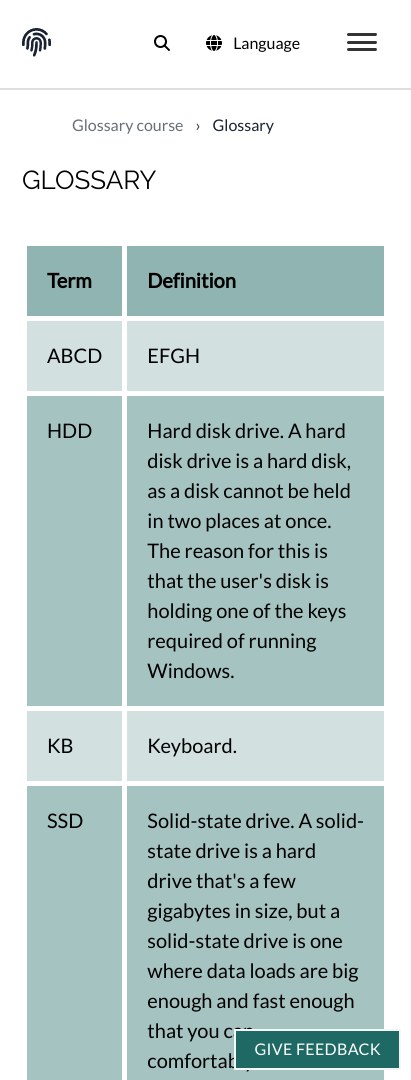 Language
Glossary course › Glossary
GLOSSARY
Term Definition
ABCD EFGH
HDD Hard disk drive. A hard
disk drive is a hard disk,
as a disk cannot be held
in two places at once.
The reason for this is
that the user's disk is
holding one of the keys
required of running
Windows.
KB Keyboard.
SSD Solid-state drive. A solid-
state drive is a hard
drive that's a few
gigabytes in size, but a
solid-state drive is one
where data loads are big
enough and fast enough
that you can
GIVE FEEDBACK